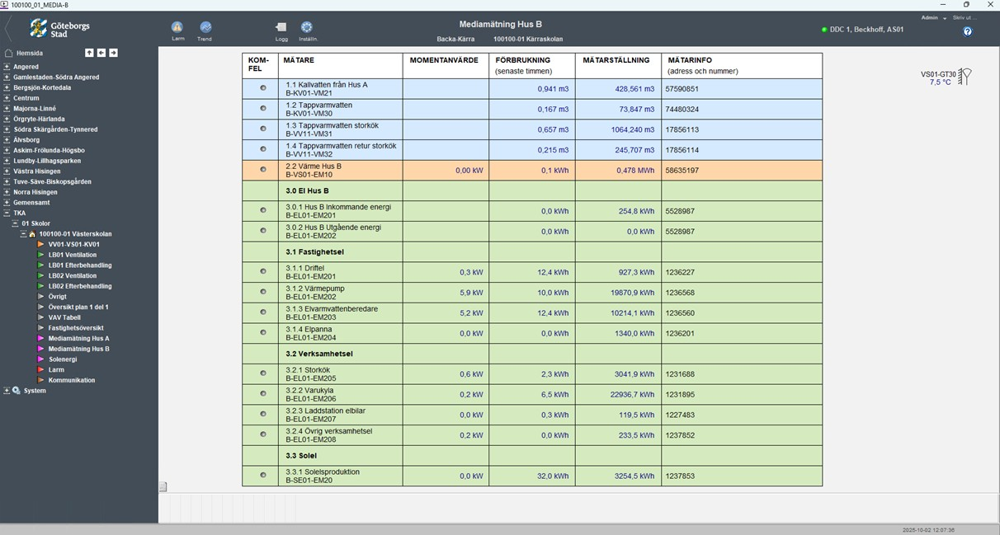 100100_01_MEDIA-B
Göteborgs
Stad
Larm
Trend
Logg
Inställn.
Mediamätning Hus B
Backa-Kärra 100100-01 Kärraskolan
Admin
Skriv ut ...
DDC 1, Beckhoff, AS01
Hemsida
Angered
Gamlestaden-Södra Angered
Bergsjön-Kortedala
Centrum
Majorna-Linné
Örgryte-Härlanda
Södra Skärgården-Tynnered
Älvsborg
Askim-Frölunda-Högsbo
Lundby-Lillhagsparken
Västra Hisingen
Tuve-Säve-Biskopsgården
Norra Hisingen
Gemensamt
TKA
01 Skolor
100100-01 Västerskolan
VV01-VS01-KV01
LB01 Ventilation
LB01 Efterbehandling
LB02 Ventilation
LB02 Efterbehandling
Övrigt
Översikt plan 1 del 1
VAV Tabell
Fastighetsöversikt
Mediamätning Hus A
Mediamätning Hus B
Solenergi
Larm
Kommunikation
System
KOM-
FEL
MÄTARE
MOMENTANVÄRDE
FÖRBRUKNING
(senaste timmen)
MÄTARSTÄLLNING
MÄTARINFO
(adress och nummer)
1.1 Kallvatten från Hus A
B-KV01-VM21
0,941 m3 428,561 m3 57590851
1.2 Tappvarmvatten
B-KV01-VM30
0,167 m3 73,847 m3 74480324
1.3 Tappvarmvatten storkök
B-VV11-VM31
0,657 m3 1064,240 m3 17856113
1.4 Tappvarmvatten retur storkök
B-VV11-VM32
0,215 m3 245,707 m3 17856114
2.2 Värme Hus B
B-VS01-EM10
0,00 kW 0,1 kWh 0,478 MWh 58635197
3.0 El Hus B
3.0.1 Hus B Inkommande energi
B-EL01-EM201
0,0 kWh 254,8 kWh 5528987
3.0.2 Hus B Utgående energi
B-EL01-EM202
0,0 kWh 0,0 kWh 5528987
3.1 Fastighetsel
3.1.1 Driftel
B-EL01-EM201
0,3 kW 12,4 kWh 927,3 kWh 1236227
3.1.2 Värmepump
B-EL01-EM202
5,9 kW 10,0 kWh 19870,9 kWh 1236568
3.1.3 Elvarmvattenberedare
B-EL01-EM203
5,2 kW 12,4 kWh 10214,1 kWh 1236560
3.1.4 Elpanna
B-EL01-EM204
0,0 kW 0,0 kWh 1340,0 kWh 1236201
3.2 Verksamhetsel
3.2.1 Storkök
B-EL01-EM205
0,6 kW 2,3 kWh 3041,9 kWh 1231688
3.2.2 Varukyla
B-EL01-EM206
0,2 kW 6,5 kWh 22936,7 kWh 1231895
3.2.3 Laddstation elbilar
B-EL01-EM207
0,0 kW 0,3 kWh 119,5 kWh 1227483
3.2.4 Övrig verksamhetsel
B-EL01-EM208
0,2 kW 0,0 kWh 233,5 kWh 1237852
3.3 Solel
3.3.1 Solelsproduktion
B-SE01-EM20
0,0 kW 32,0 kWh 3254,5 kWh 1237853
VS01-GT30
7,5 °C
2025-10-02 12:07:36